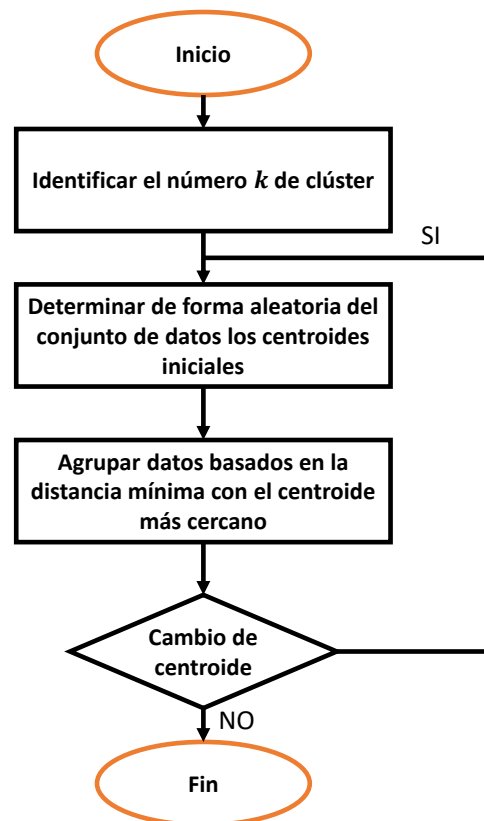 Inicio
Identificar el número k de clúster
SI
Determinar de forma aleatoria del
conjunto de datos los centroides
iniciales
Agrupar datos basados en la
distancia mínima con el centroide
más cercano
Cambio de
centroide
NO
Fin